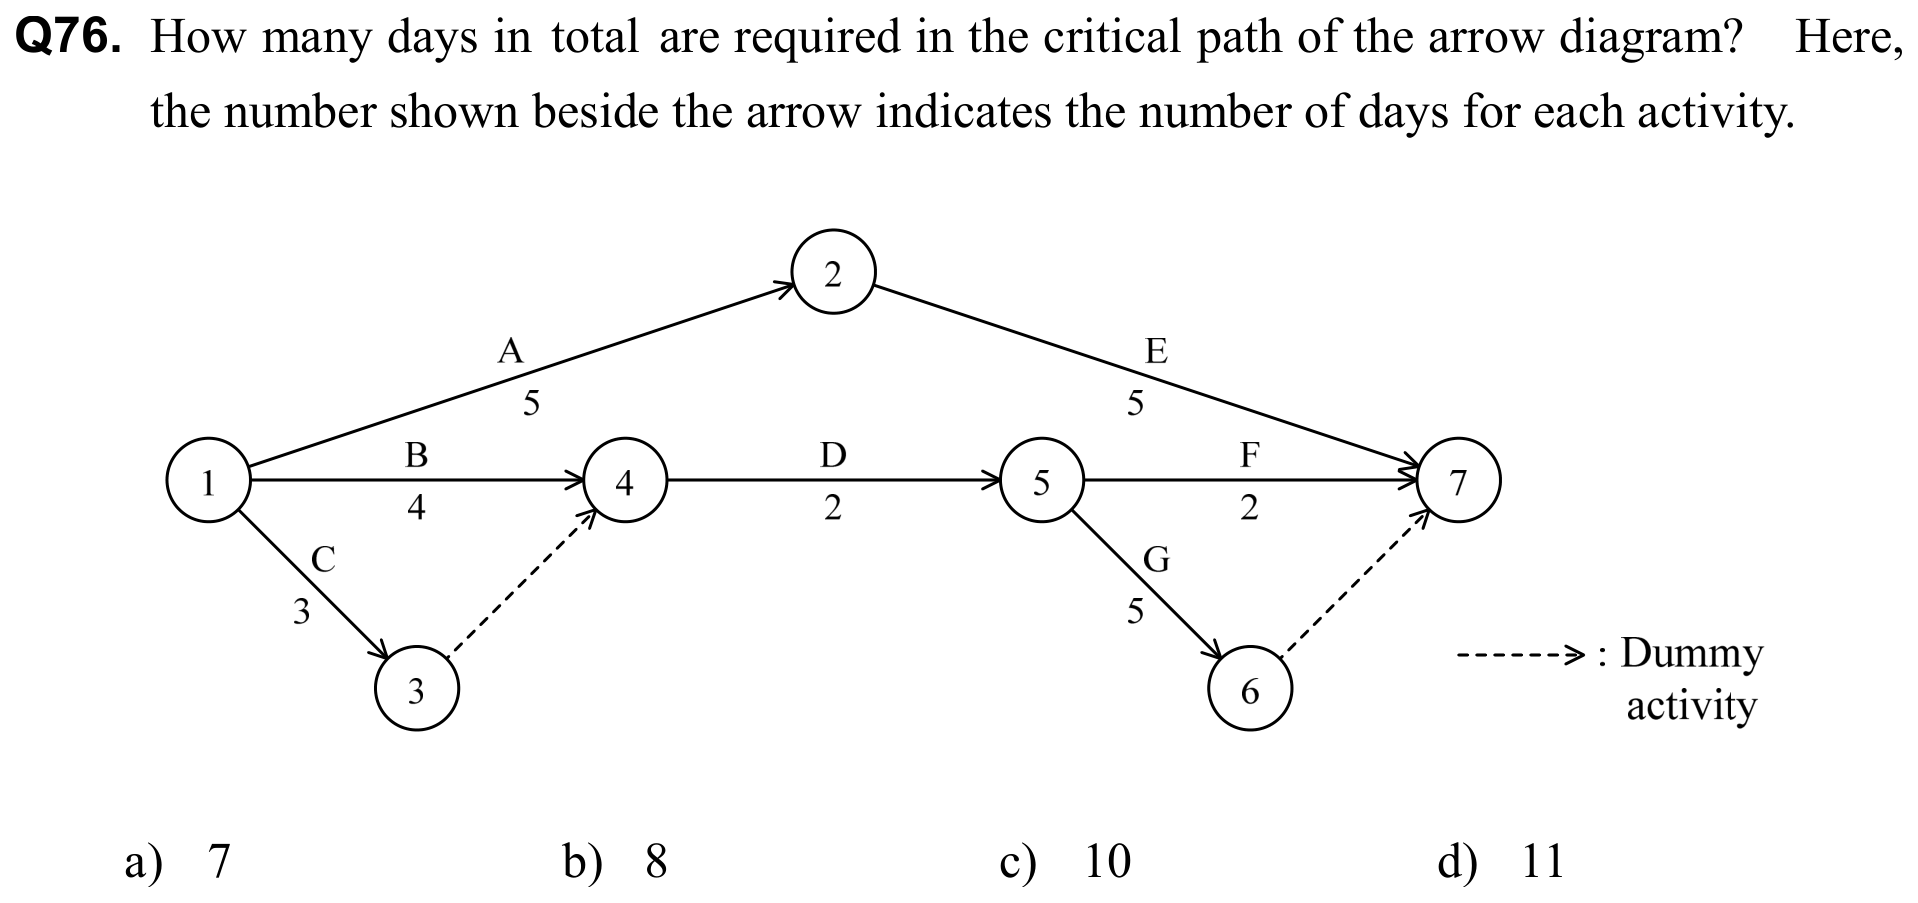 Q76. How many days in total are required in the critical path of the arrow diagram? Here,
the number shown beside the arrow indicates the number of days for each activity.
2
A
E
5
5
B
D
F
1
4
5
7
4
2
2
C
G
3
5
: Dummy
activity
3
6
a) 7 b) 8 c) 10 d) 11